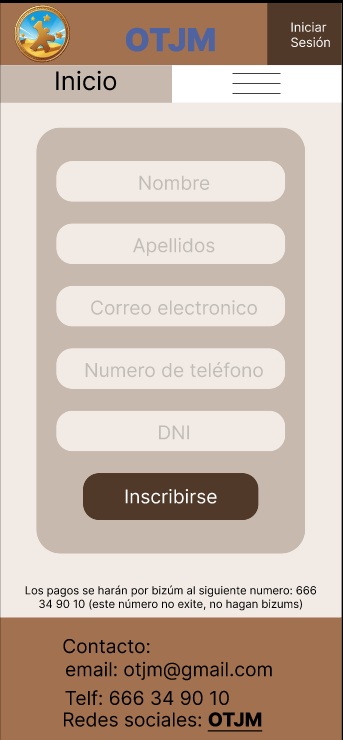 OTJM
Iniciar
Sesión
Inicio
Nombre
Apellidos
Correo electronico
Numero de teléfono
DNI
Inscribirse
Los pagos se harán por bizúm al siguiente numero: 666
34 90 10 (este número no exite, no hagan bizums)
Contacto:
email: otjm@gmail.com
Telf: 666 34 90 10
Redes sociales: OTJM